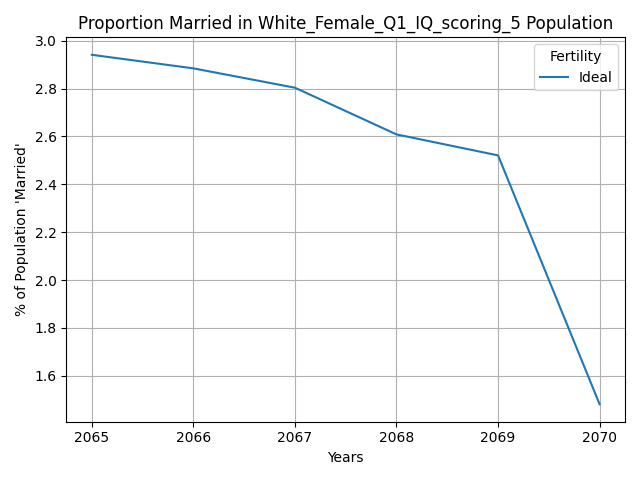 Proportion Married in White_Female_Q1_IQ_scoring_5 Population
3.0
2.8
2.6
2.4
2.2
2.0
1.8
1.6
% of Population 'Married'
Fertility
Ideal
2065 2066 2067 2068 2069 2070
Years